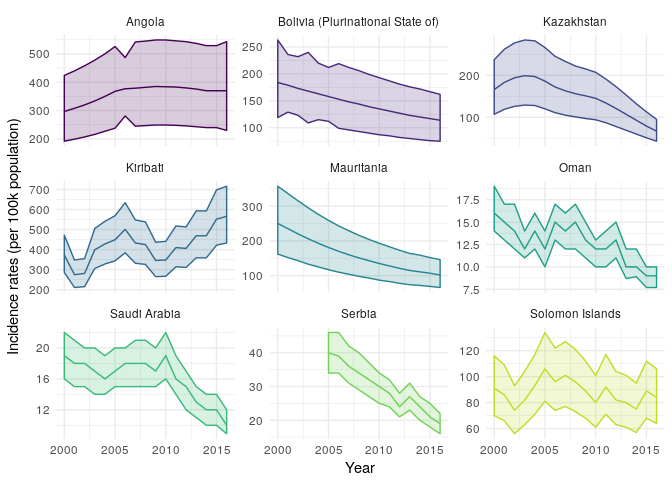 Angola
Bolivia (Plurinational State of)
Kazakhstan
500
400
300
200
250
200
150
100
200
100
Kiribati
Mauritania
Oman
700
600
500
400
300
200
300
200
100
17.5
15.0
12.5
10.0
7.5
Saudi Arabia
Serbia
Solomon Islands
20
16
12
40
30
20
120
100
80
60
2000 2005 2010 2015
2000 2005 2010 2015
2000 2005 2010 2015
Year
Incidence rates (per 100k population)